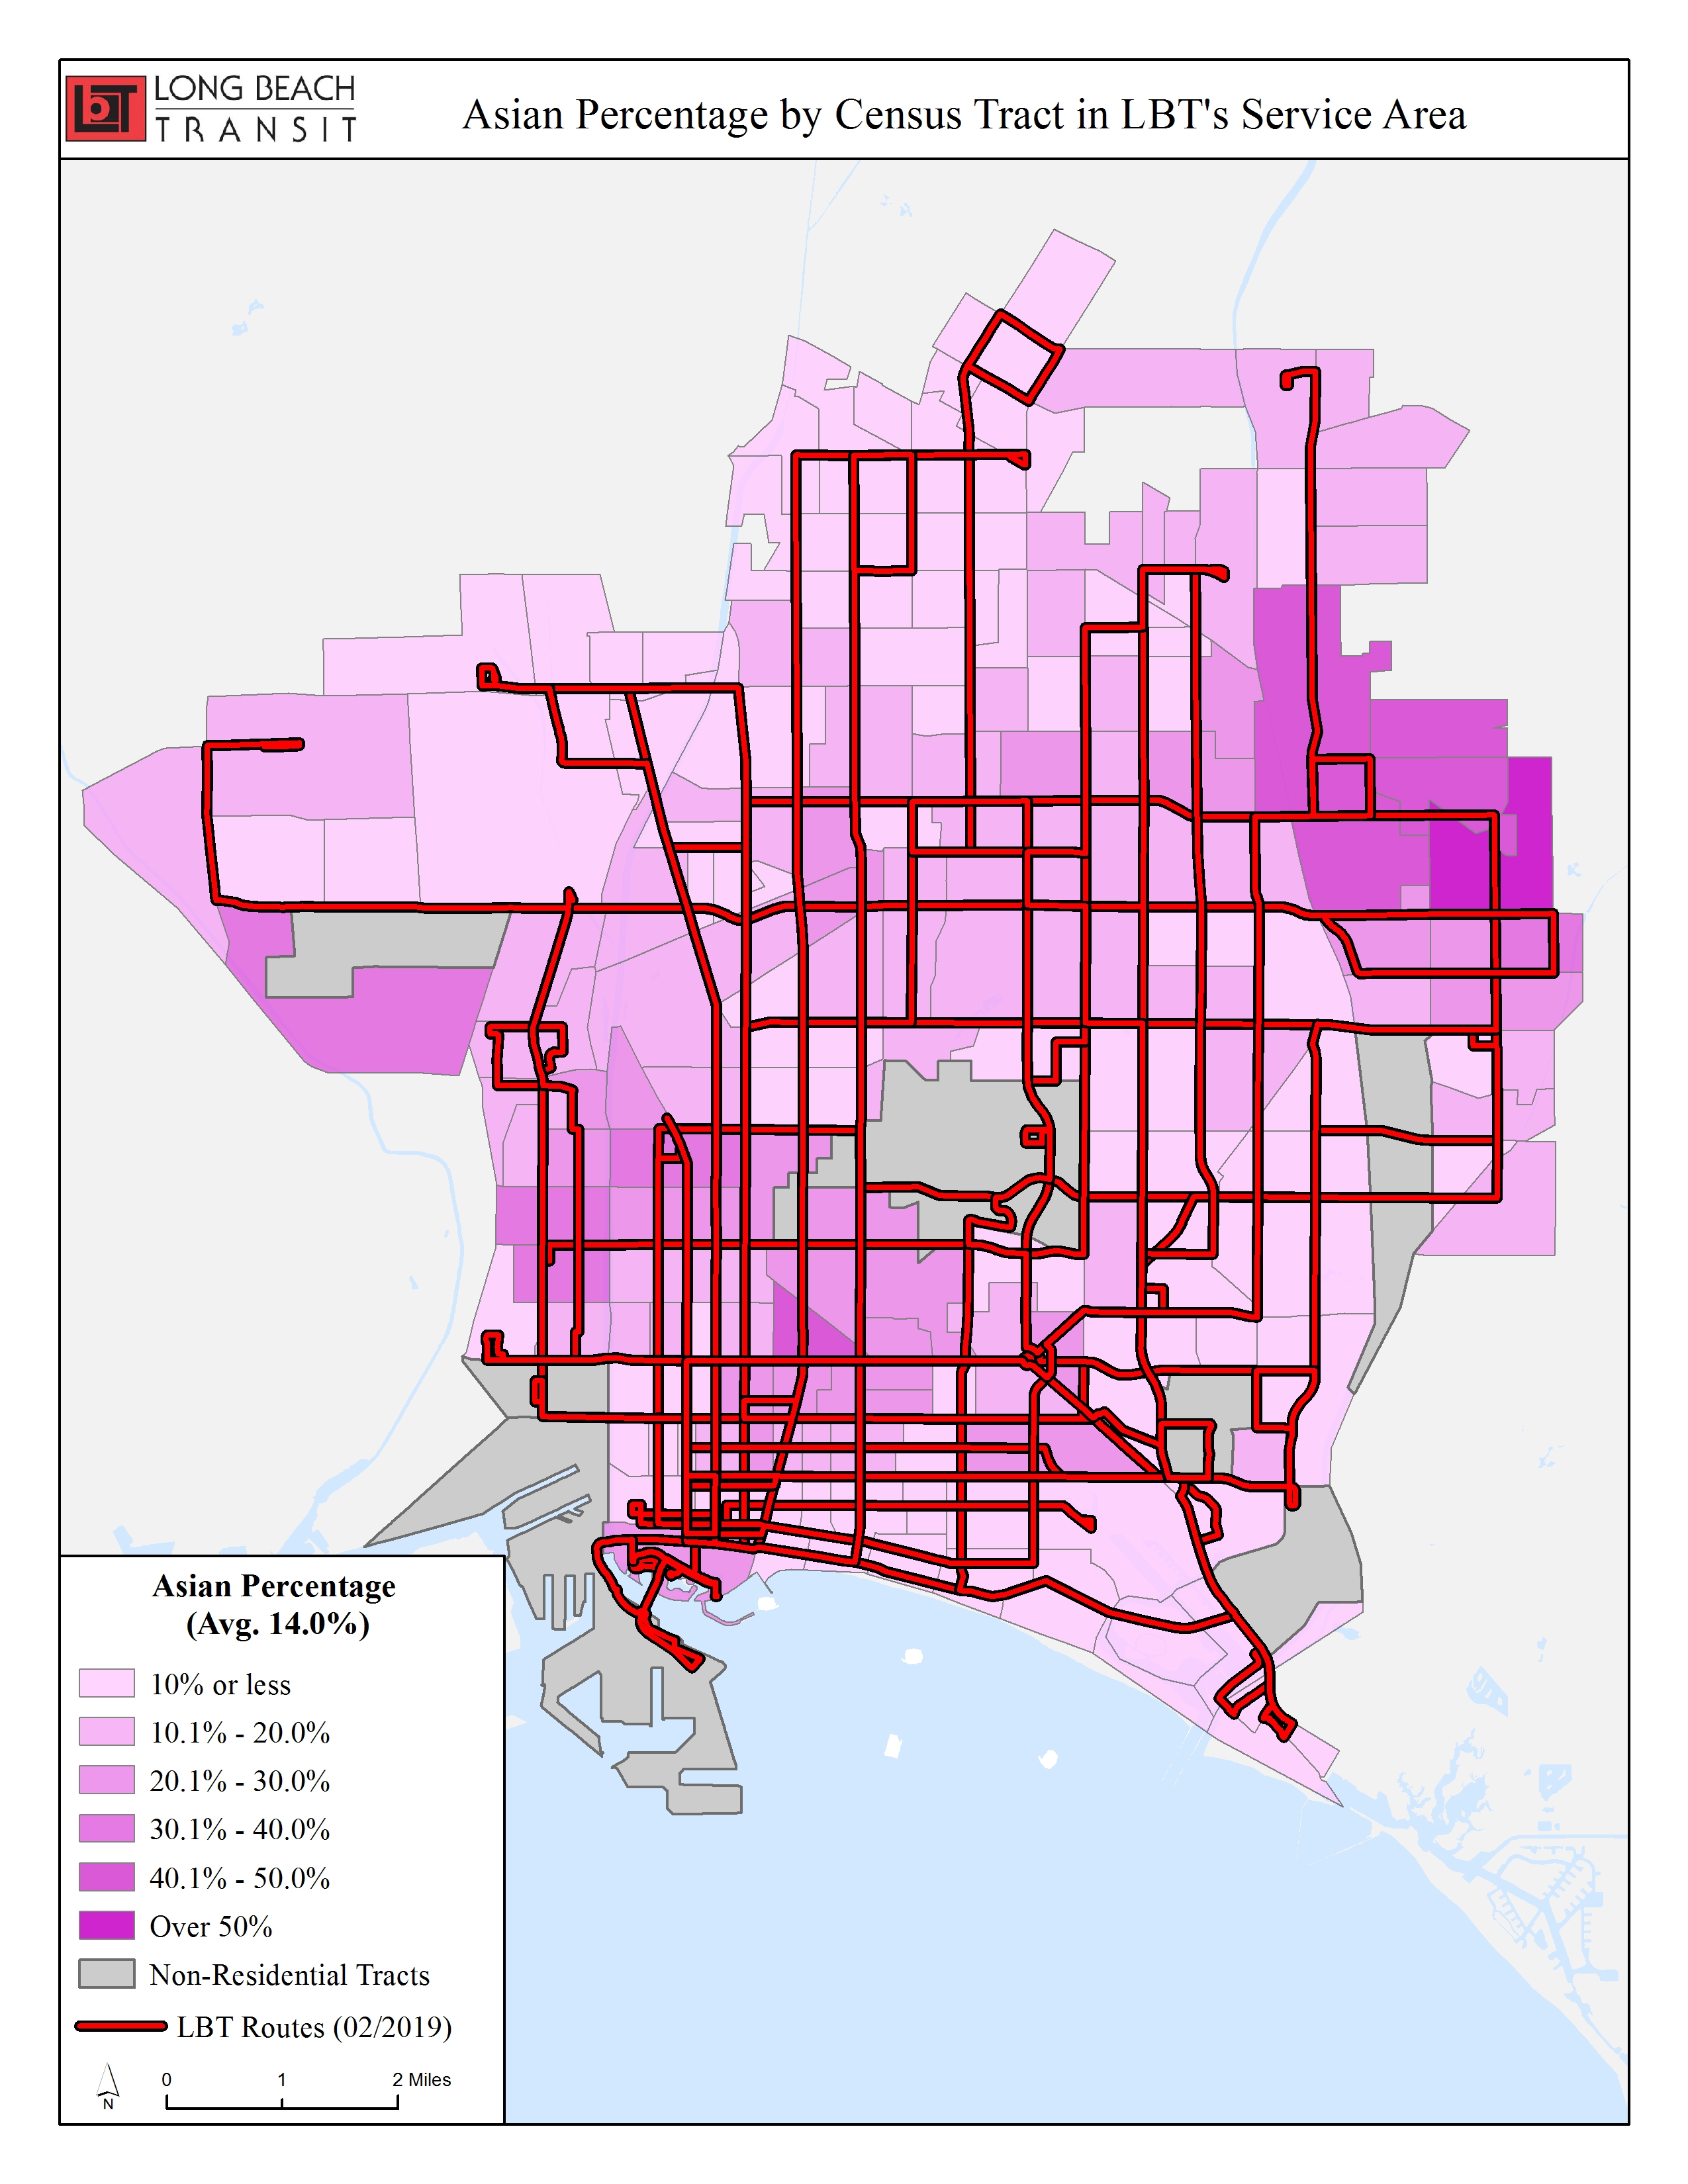 LONG BEACH
TRANSIT
Asian Percentage by Census Tract in LBT's Service Area
Asian Percentage
(Avg. 14.0%)
10% or less
10.1% - 20.0%
20.1% - 30.0%
30.1% - 40.0%
40.1% - 50.0%
Over 50%
Non-Residential Tracts
LBT Routes (02/2019)
0 1 2 Miles
N